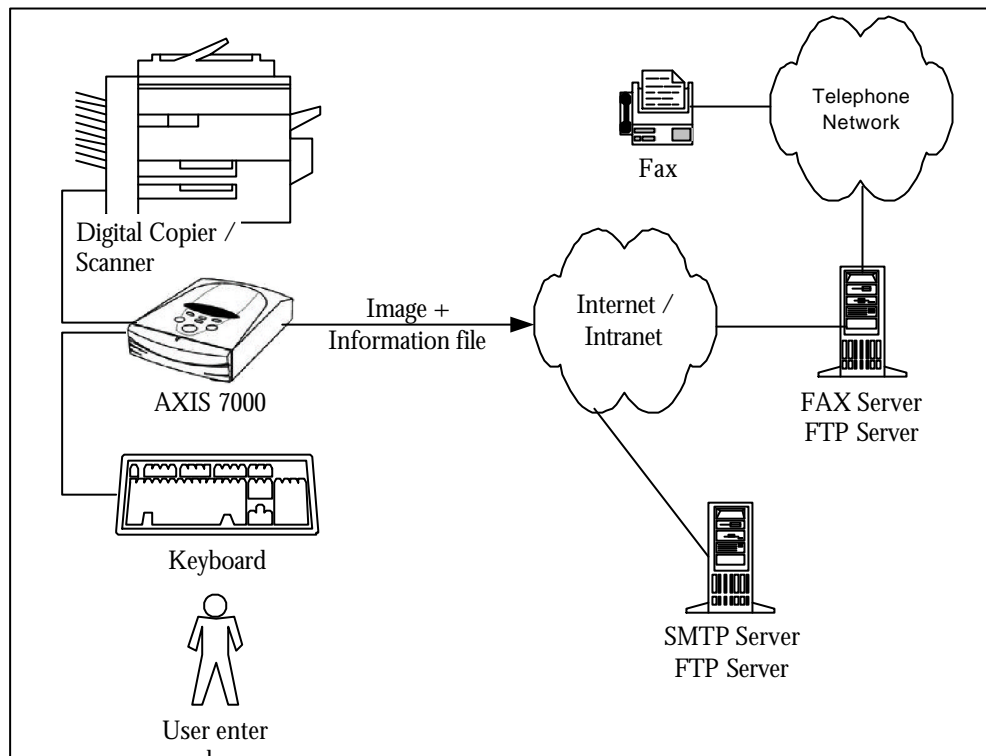 Telephone
Network
Fax
Digital Copier /
Scanner
Image +
Information file
Internet /
Intranet
AXIS 7000
FAX Server
FTP Server
Keyboard
SMTP Server
FTP Server
User enter